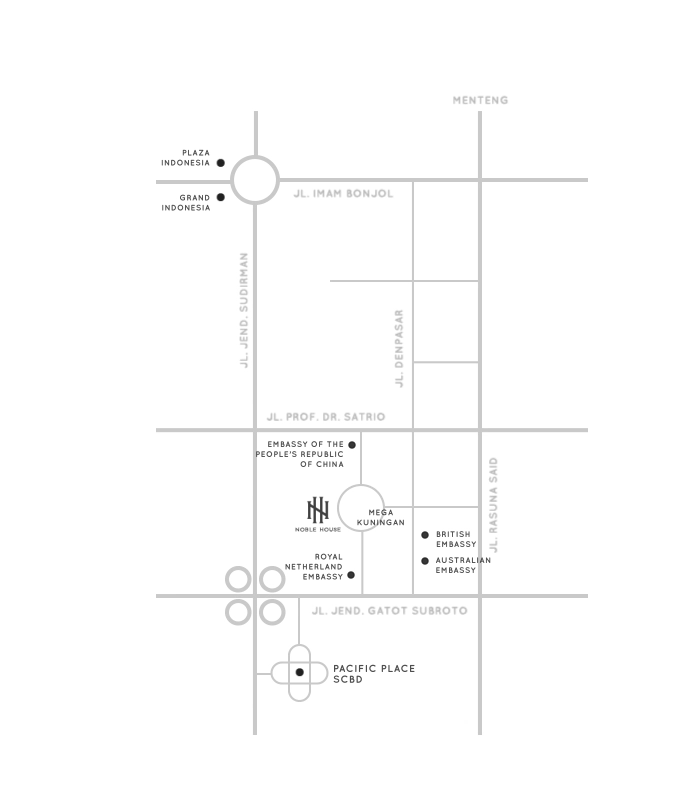 MENTENG
PLAZA
INDONESIA
GRAND
INDONESIA
JL. IMAM BONJOL
JL. JEND. SUDIRMAN
JL. DENPASAR
JL. PROF. DR. SATRIO
EMBASSY OF THE
PEOPLE'S REPUBLIC
OF CHINA
JL. RASUNA SAID
NOBLE HOUSE
MEGA
KUNINGAN
BRITISH
EMBASSY
AUSTRALIAN
EMBASSY
ROYAL
NETHERLAND
EMBASSY
JL. JEND. GATOT SUBROTO
PACIFIC PLACE
SCBD